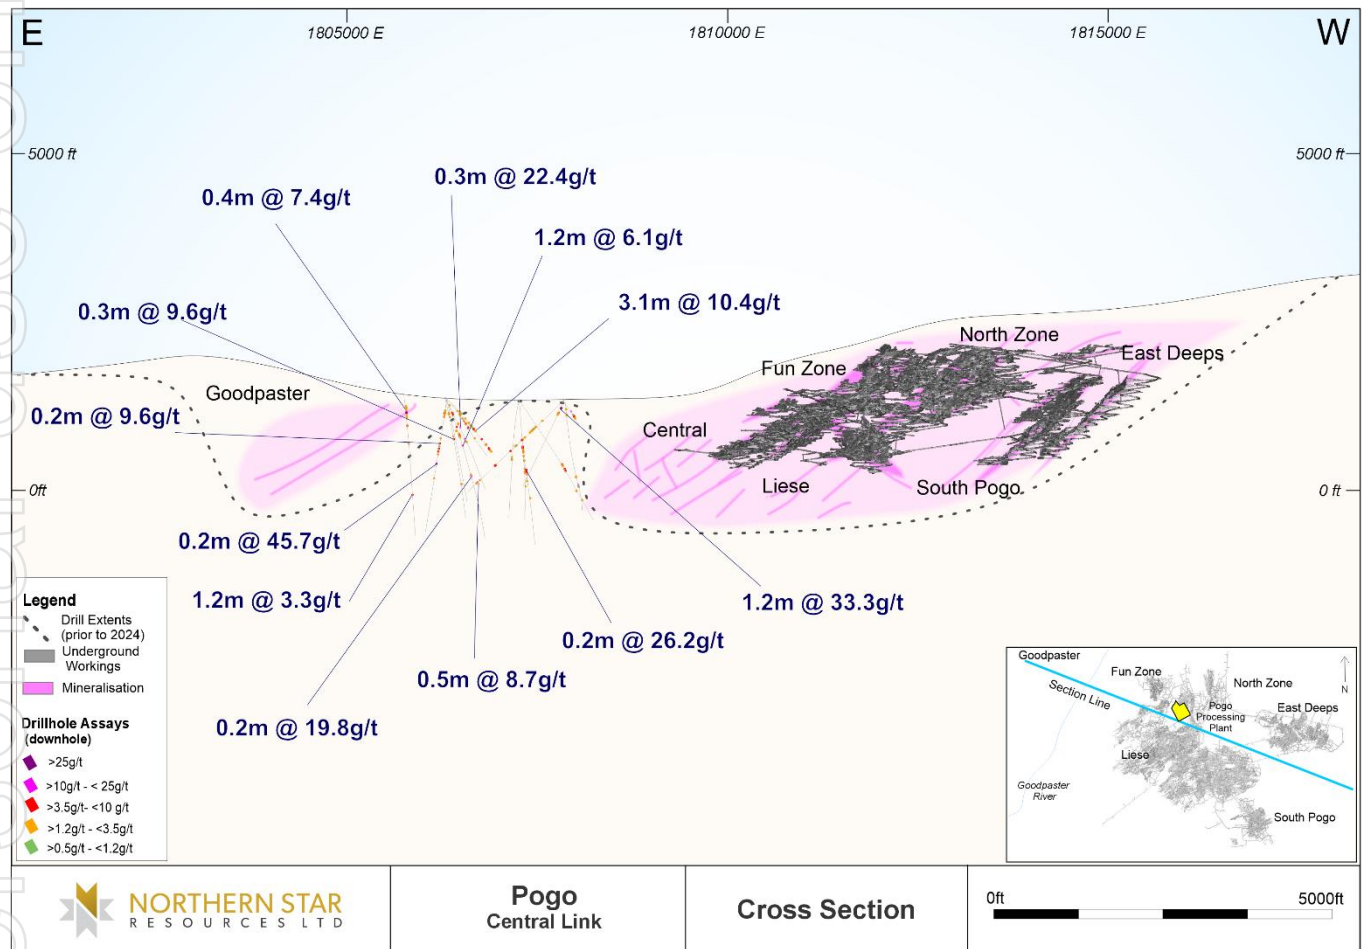 E
1805000 E
1810000 E
1815000 E
W
5000 ft
5000 ft
0.3m @ 22.4g/t
0.4m @ 7.4g/t
1.2m @ 6.1g/t
3.1m @ 10.4g/t
0.3m @ 9.6g/t
North Zone
East Deeps
Fun Zone
Goodpaster
0.2m @ 9.6g/t
Central
Liese
South Pogo
0ft
0 ft
0.2m @ 45.7g/t
1.2m @ 3.3g/t
1.2m @ 33.3g/t
0.2m @ 26.2g/t
0.5m @ 8.7g/t
0.2m @ 19.8g/t
Legend
Drill Extents
(prior to 2024)
Underground
Workings
Mineralisation
Drillhole Assays
(downhole)
>25g/t
>10g/t - < 25g/t
>3.5g/t- <10 g/t
>1.2g/t - <3.5g/t
>0.5g/t - <1.2g/t
Goodpaster
Section Line
Fun Zone
North Zone
N
Pogo
Processing
Plant
East Deeps
Liese
Goodpaster
River
South Pogo
NORTHERN STAR
RESOURCES LTD
Pogo
Central Link
Cross Section
0ft
5000ft